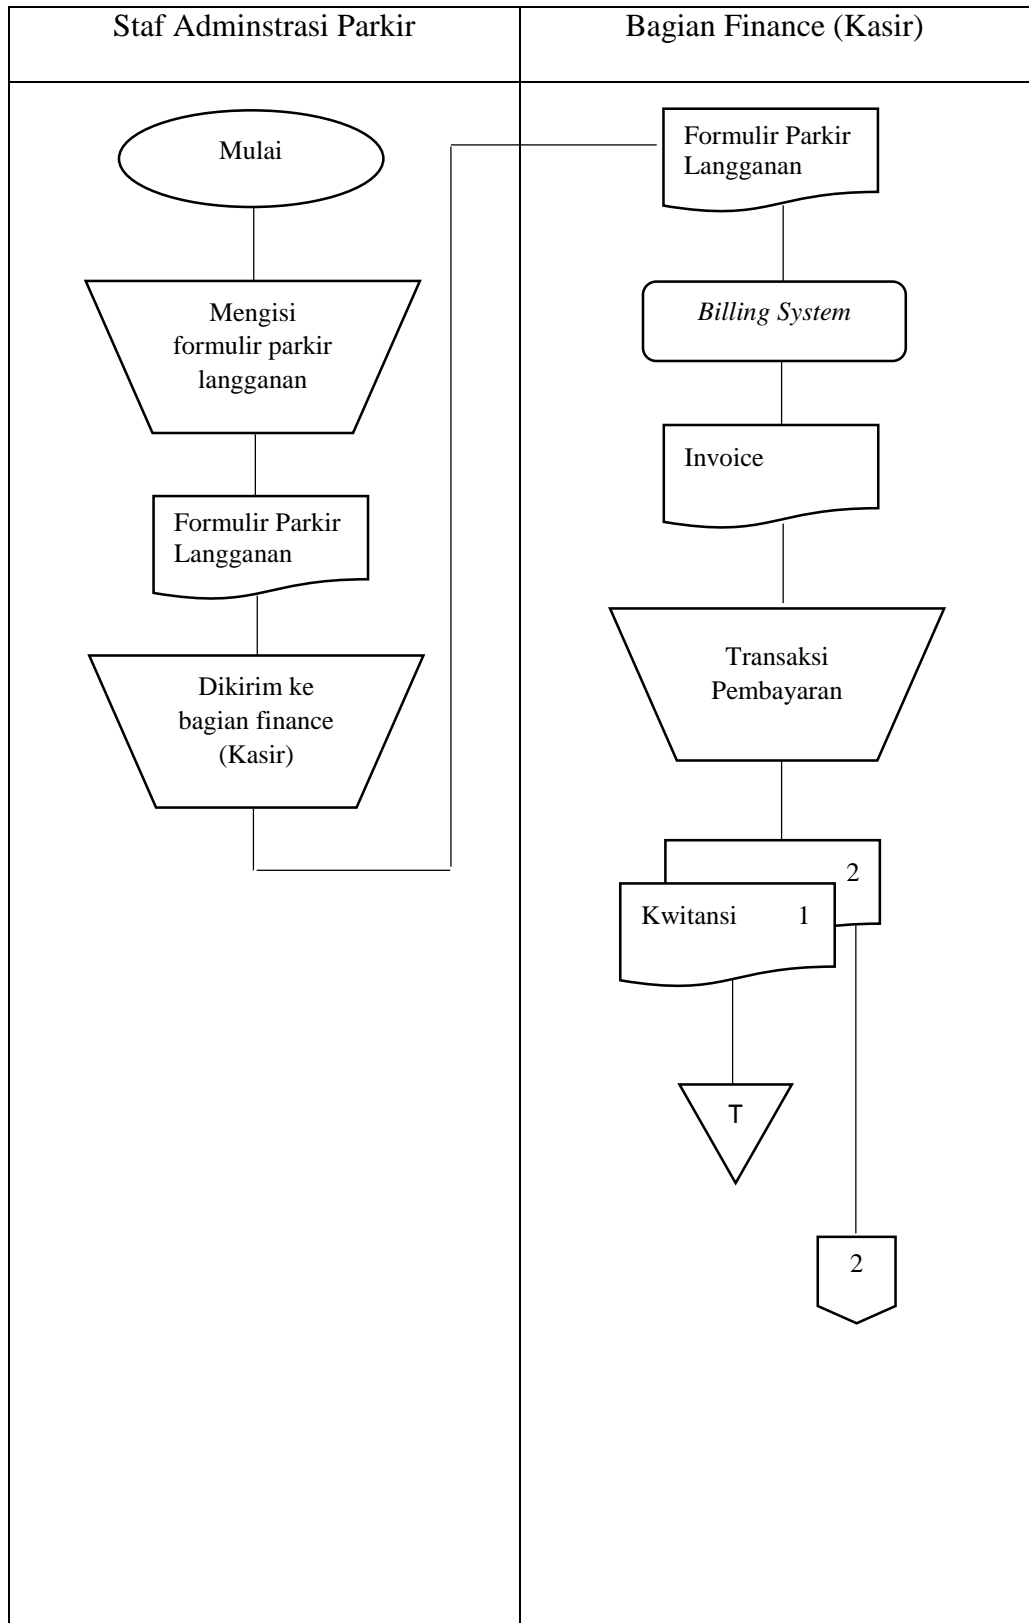 Staf Adminstrasi Parkir
Bagian Finance (Kasir)
Mulai
Mengisi
formulir parkir
langganan
Formulir Parkir
Langganan
Dikirim ke
bagian finance
(Kasir)
Formulir Parkir
Langganan
Billing System
Invoice
Transaksi
Pembayaran
2
Kwitansi 1
T
2